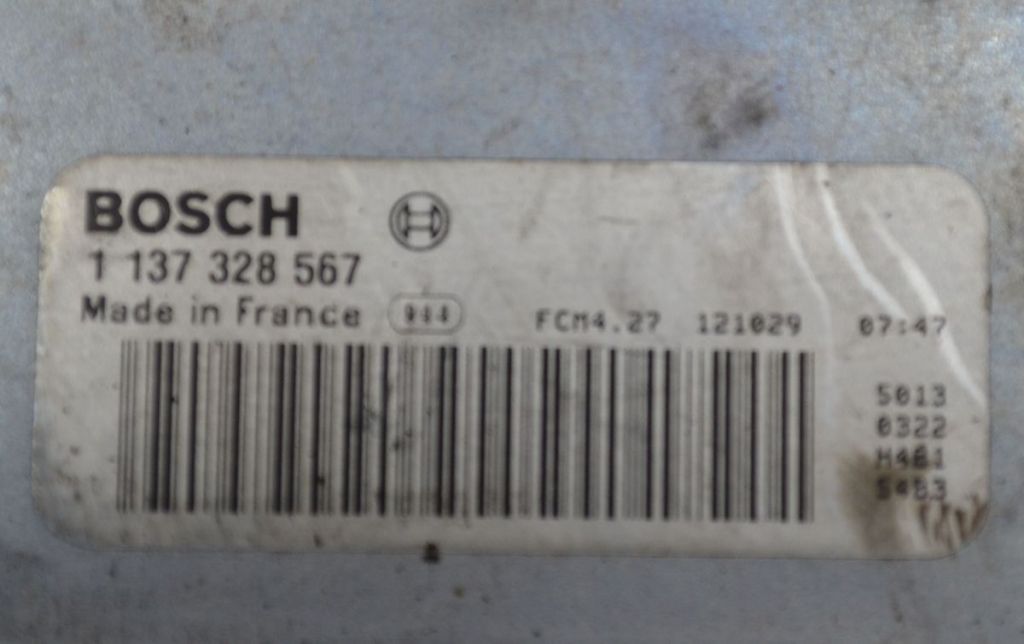 BOSCH
1 137 328 567
Made in France
FCM4.27 121029 07:47
5013
0322